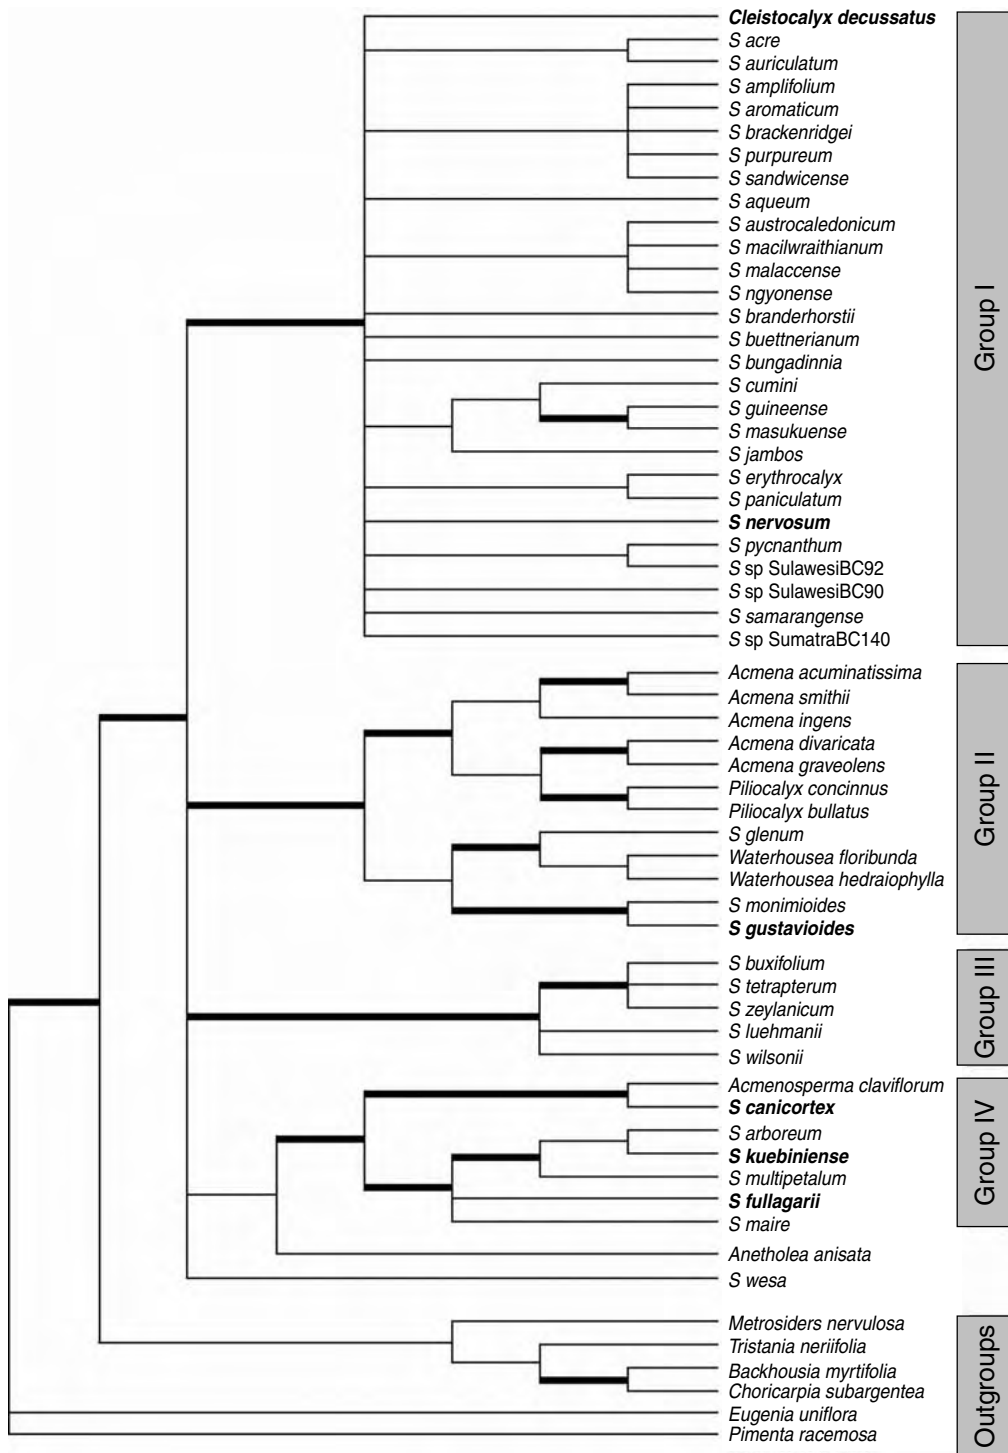 Cleistocalyx decussatus
S acre
S auriculatum
S amplifolium
S aromaticum
S brackenridgei
S purpureum
S sandwicense
S aqueum
S austrocaledonicum
S macilwraithianum
S malaccense
S ngyonense
S branderhorstii
S buettnerianum
S bungadinnia
S cumini
S guineense
S masukuense
S jambos
S erythrocalyx
S paniculatum
S nervosum
S pycnanthum
S sp SulawesiBC92
S sp SulawesiBC90
S samarangense
S sp SumatraBC140
Group I
Acmena acuminatissima
Acmena smithii
Acmena ingens
Acmena divaricata
Acmena graveolens
Piliocalyx concinnus
Piliocalyx bullatus
S glenum
Waterhousea floribunda
Waterhousea hedraiophylla
S monimioides
S gustavioides
Group II
S buxifolium
S tetrapterum
S zeylanicum
S luehmanii
S wilsonii
Group III
Acmenosperma claviflorum
S canicortex
S arboreum
S kuebiniense
S multipetalum
S fullagarii
S maire
Group IV
Anetholea anisata
S wesa
Metrosiders nervulosa
Tristania neriifolia
Backhousia myrtifolia
Choricarpia subargentea
Eugenia uniflora
Pimenta racemosa
Outgroups